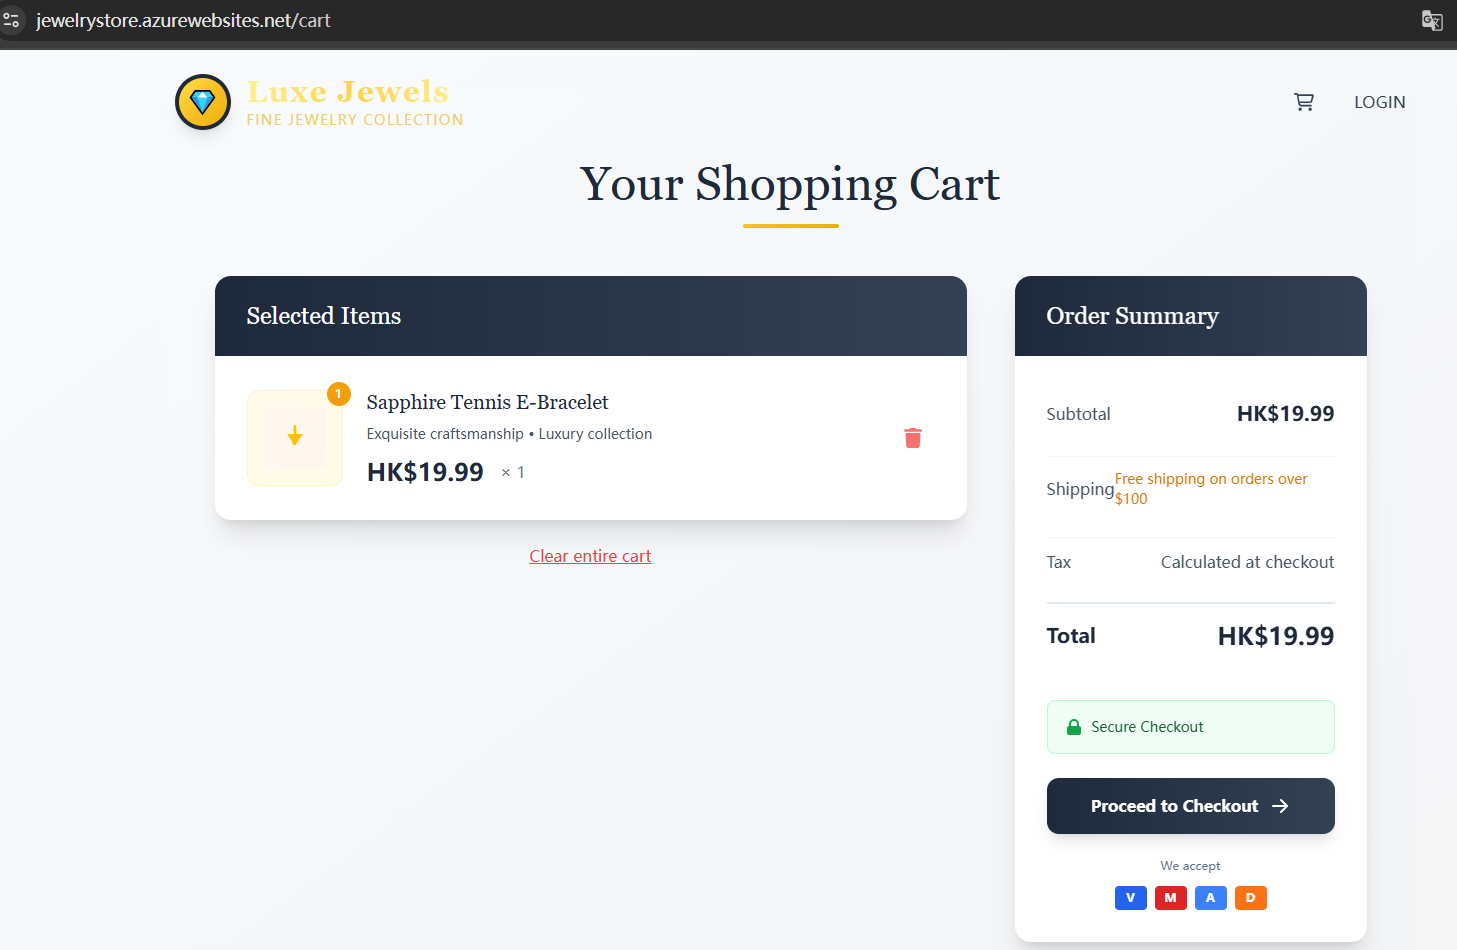 jewelrystore.azurewebsites.net/cart
Luxe Jewels
FINE JEWELRY COLLECTION
LOGIN
Your Shopping Cart
Selected Items
1
Sapphire Tennis E-Bracelet
Exquisite craftsmanship • Luxury collection
HK$19.99 × 1
Clear entire cart
Order Summary
Subtotal HK$19.99
Shipping Free shipping on orders over
$100
Tax Calculated at checkout
Total HK$19.99
Secure Checkout
Proceed to Checkout →
We accept
V M A D